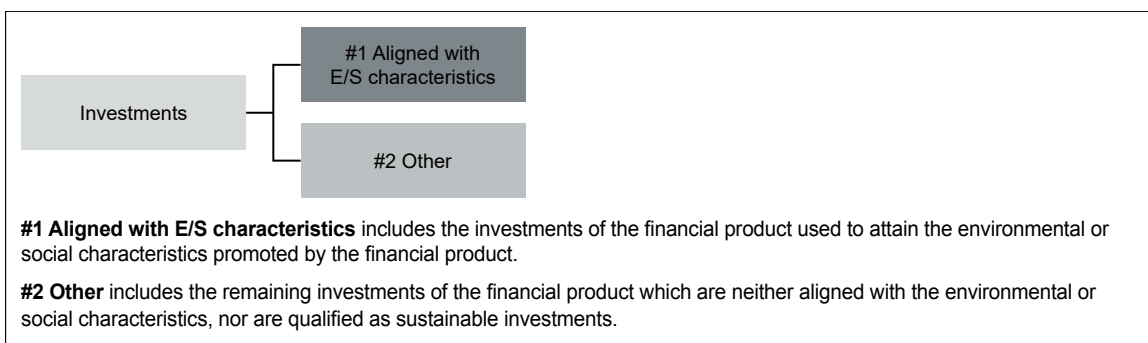 #1 Aligned with
E/S characteristics
Investments
#2 Other
#1 Aligned with E/S characteristics includes the investments of the financial product used to attain the environmental or
social characteristics promoted by the financial product.
#2 Other includes the remaining investments of the financial product which are neither aligned with the environmental or
social characteristics, nor are qualified as sustainable investments.